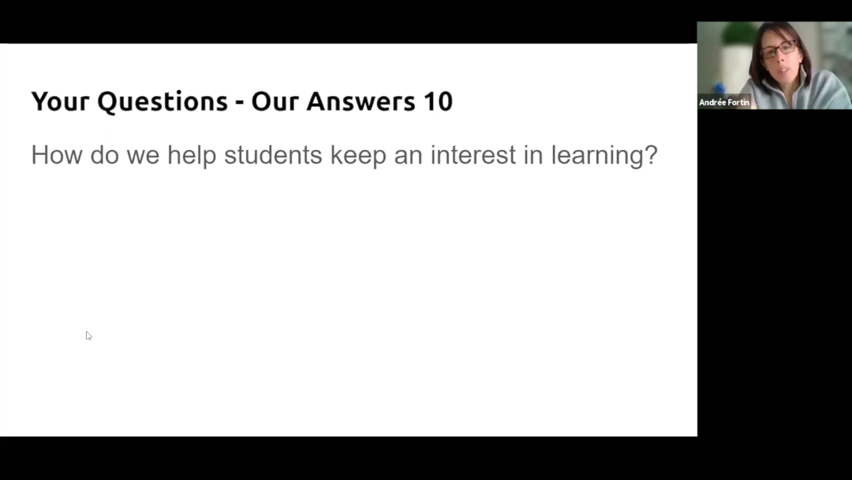 Your Questions - Our Answers 10
How do we help students keep an interest in learning?
Andrée Fortin